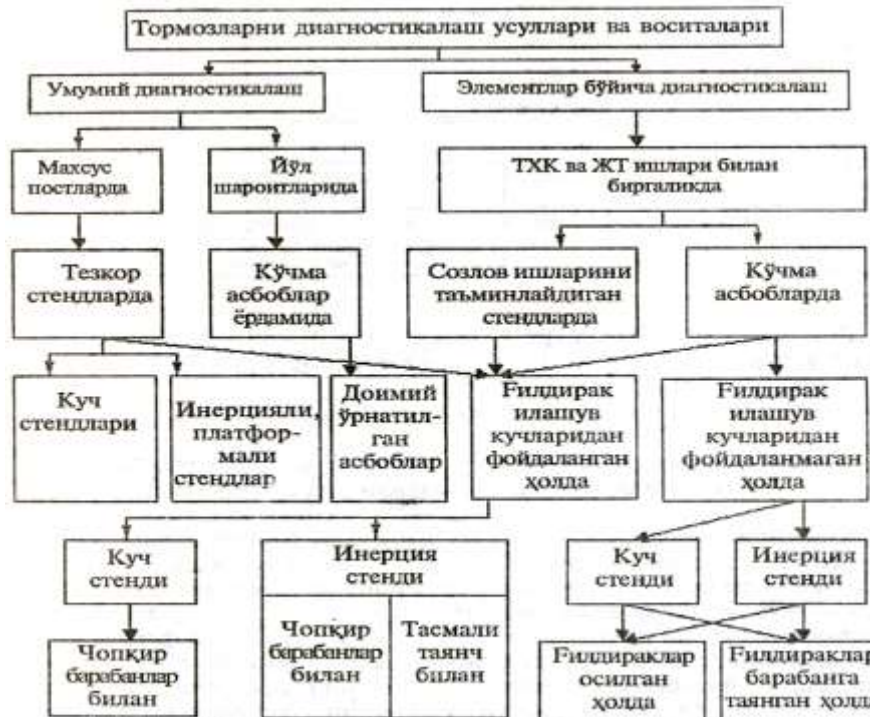 Тормозларни диагностикалаш усуллари ва воситалари
Умумий диагностикалаш
Элементлар бўйича диагностикалаш
Махсус
постларда
Йўл
шароитларида
ТХК ва ЖТ ишлари билан
биргаликда
Тезкор
стендларда
Кўчма
асбоблар
ёрдамида
Созлов ишларини
таъминлайдиган
стендларда
Кўчма
асбобларда
Куч
стендлари
Инерцияли,
платфор-
мали
стендлар
Доимий
ўрнатил-
ган
асбоблар
Ғилдирак
илашув
кучларидан
фойдаланган
ҳолда
Ғилдирак
илашув
кучларидан
фойдаланмаган
ҳолда
Куч
стенди
Инерция
стенди
Куч
стенди
Инерция
стенди
Чопқир
барабанлар
билан
Чопқир
барабанлар
билан
Тасмали
таянч
билан
Ғилдираклар
осилган
ҳолда
Ғилдираклар
барабанга
таянган ҳолда